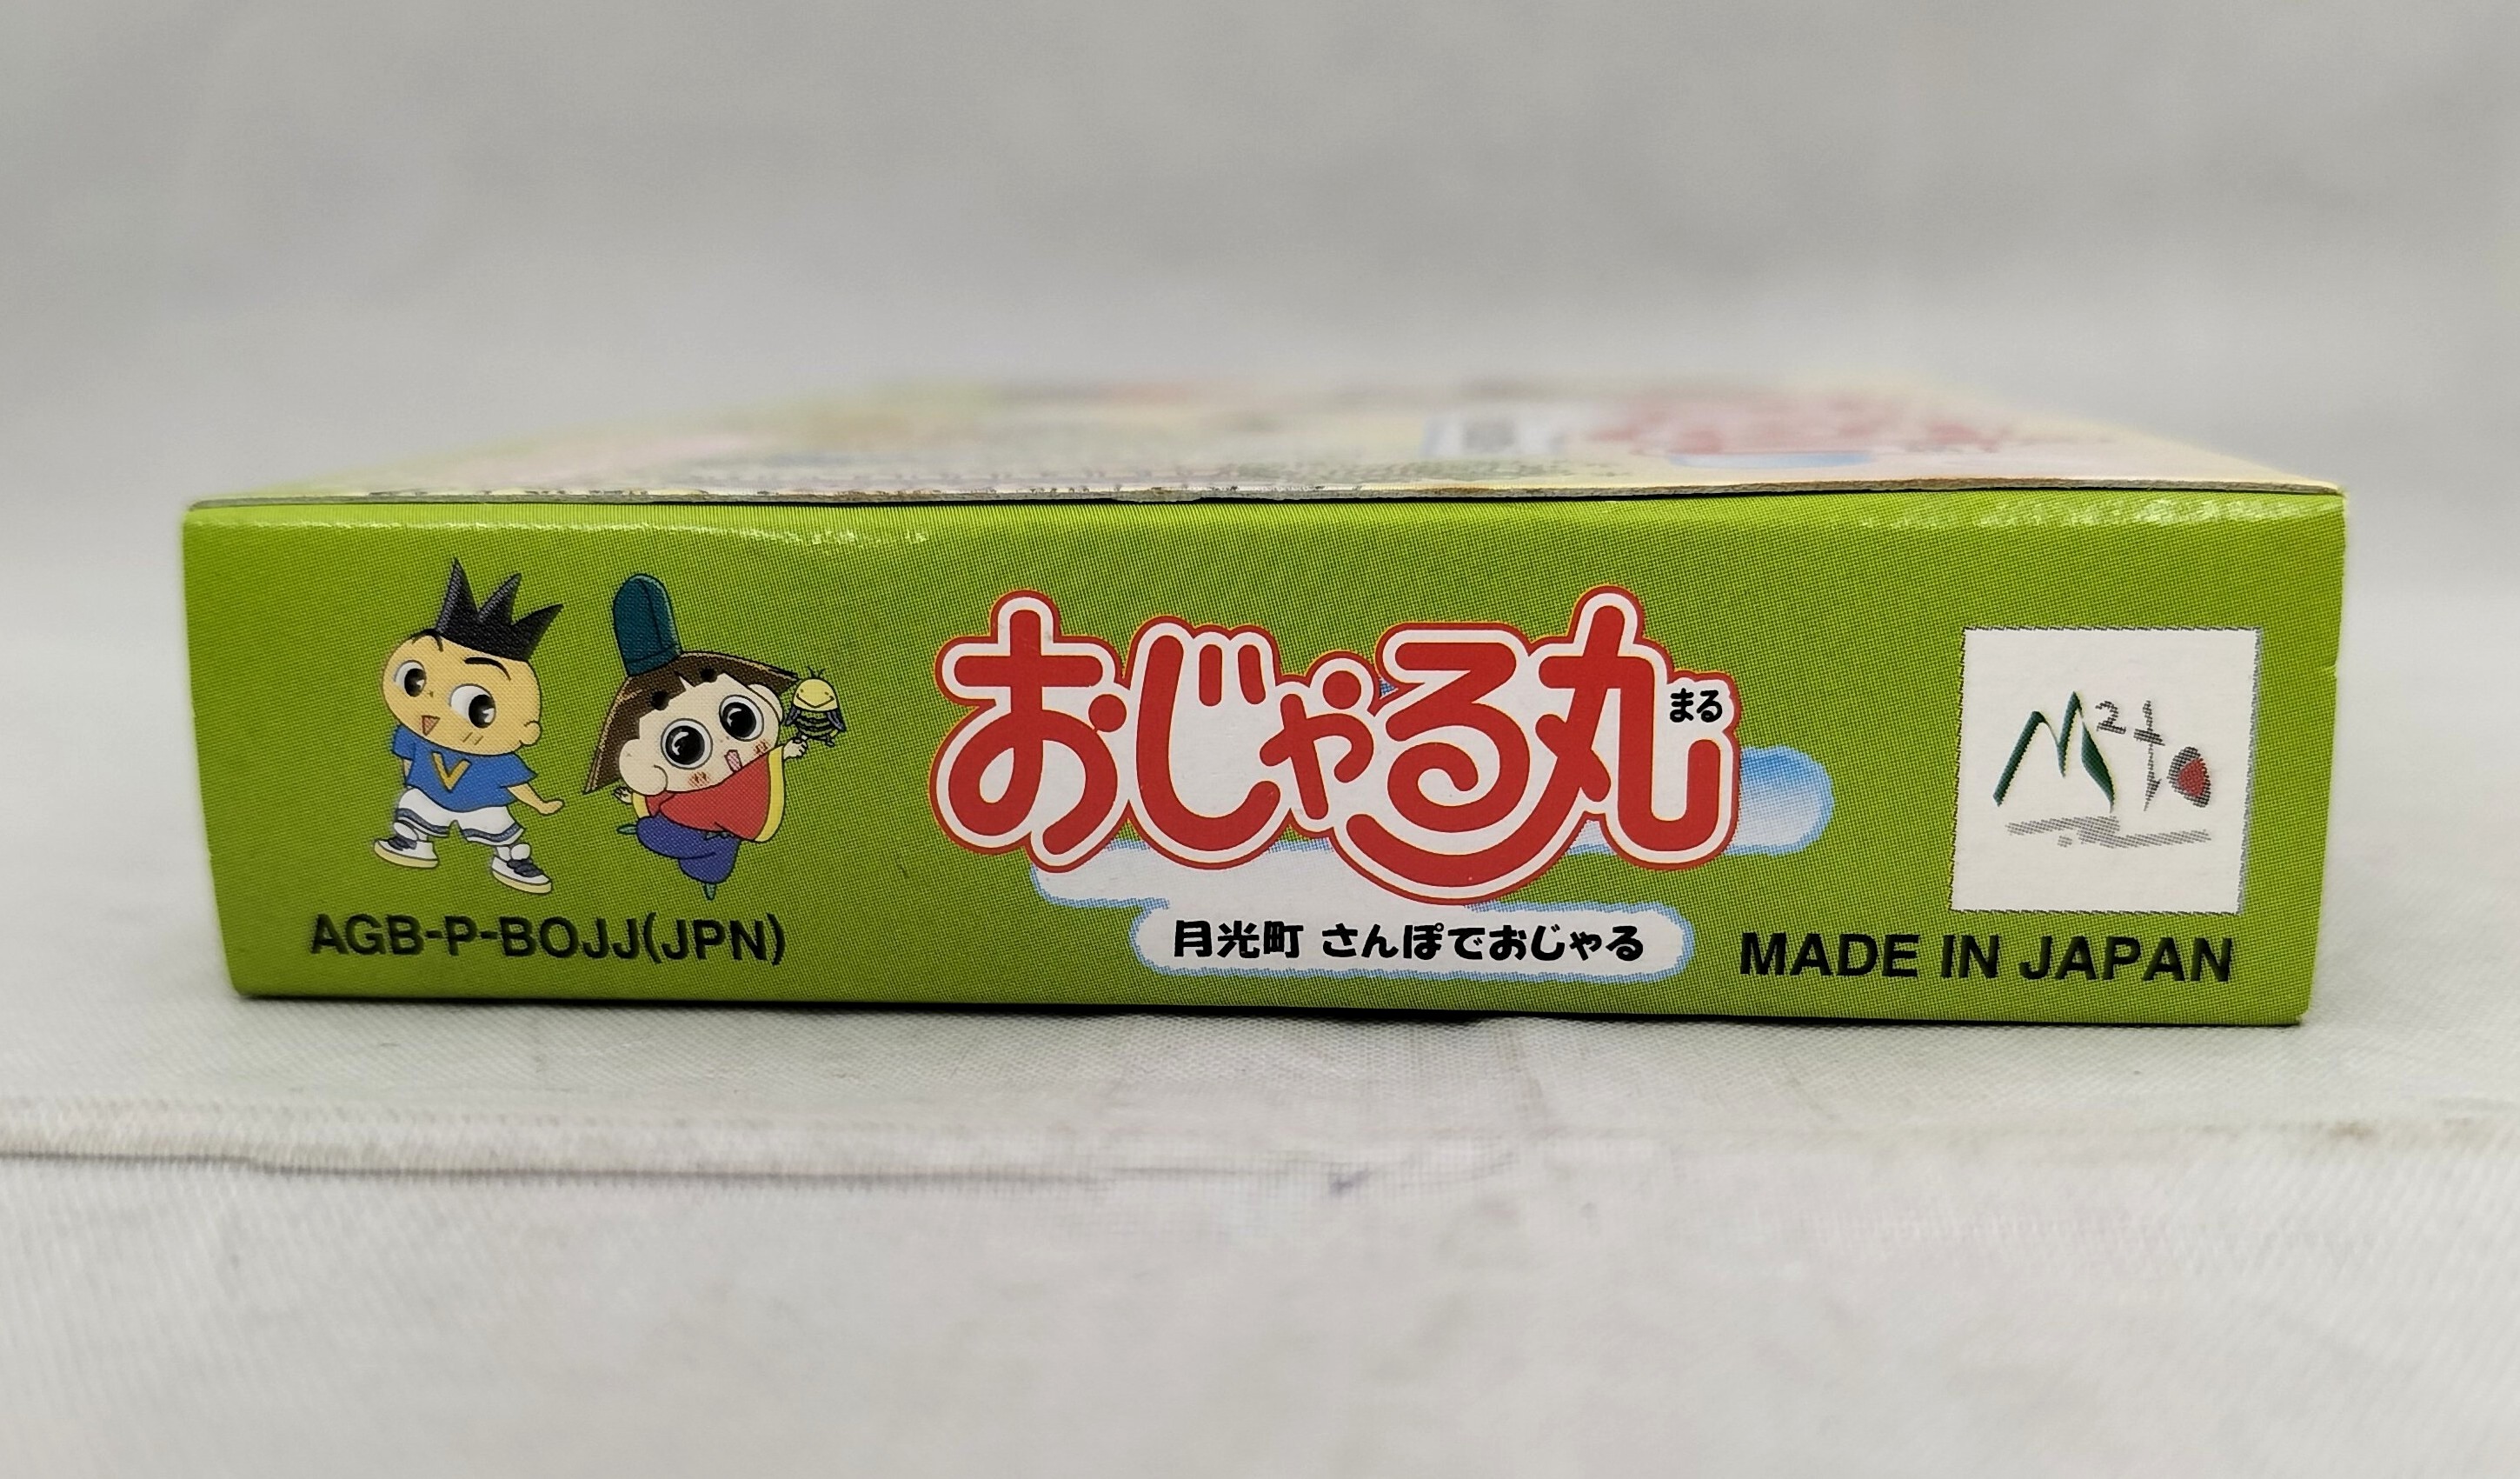 おじゃる丸
まる
月光町 さんぽでおじゃる
AGB-P-BOJJ(JPN)
MADE IN JAPAN
V